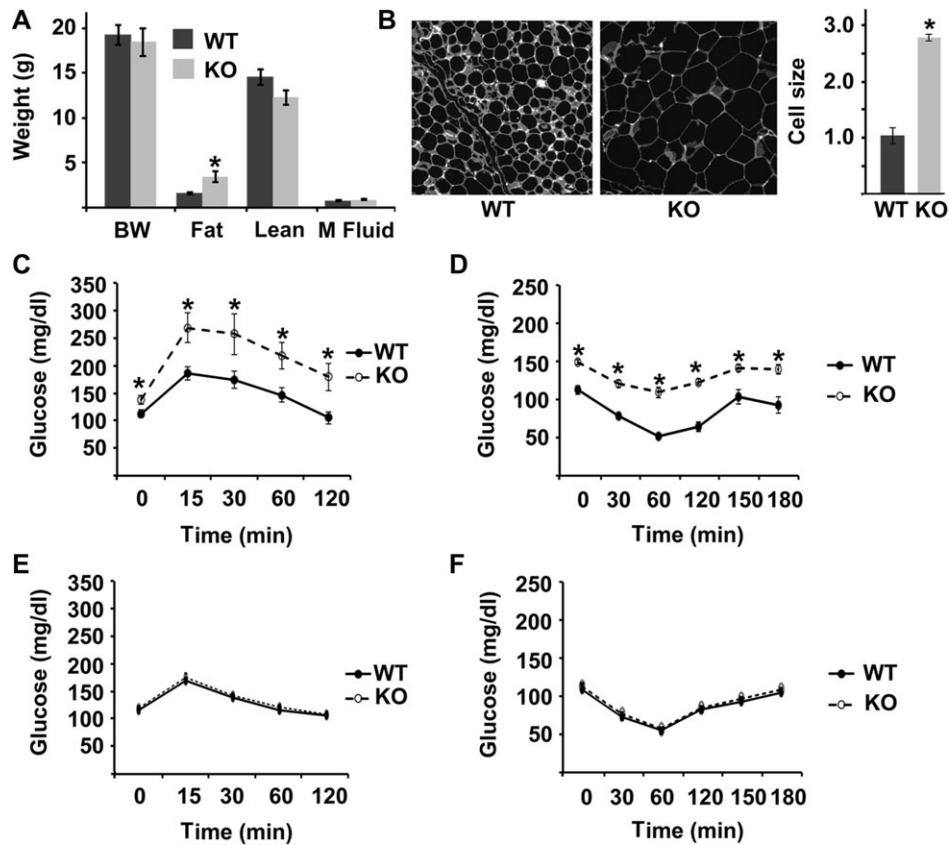 A
Weight (g)
20
15
10
5
WT
KO
*
BW Fat Lean M Fluid
B
WT KO
Cell size
3.0
2.0
1.0
*
WT KO
C
Glucose (mg/dl)
350
300
250
200
150
100
50
* * * * *
WT
KO
0 15 30 60 120
Time (min)
D
Glucose (mg/dl)
250
200
150
100
50
* * * * * *
WT
KO
0 30 60 120 150 180
Time (min)
E
Glucose (mg/dl)
350
300
250
200
150
100
50
WT
KO
0 15 30 60 120
Time (min)
F
Glucose (mg/dl)
250
200
150
100
50
WT
KO
0 30 60 120 150 180
Time (min)